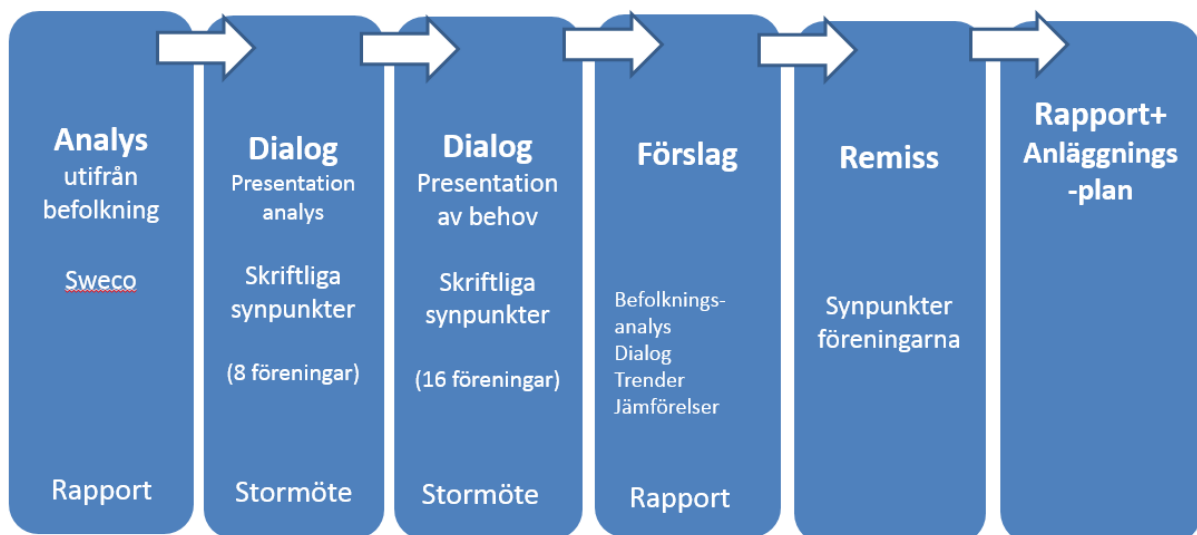 Analys
utifrån
befolkning
Sweco
Rapport
Dialog
Presentation
analys
Skriftliga
synpunkter
(8 föreningar)
Stormöte
Dialog
Presentation
av behov
Skriftliga
synpunkter
(16 föreningar)
Stormöte
Förslag
Befolknings-
analys
Dialog
Trender
Jämförelser
Rapport
Remiss
Synpunkter
föreningarna
Rapport+
Anläggnings
-plan